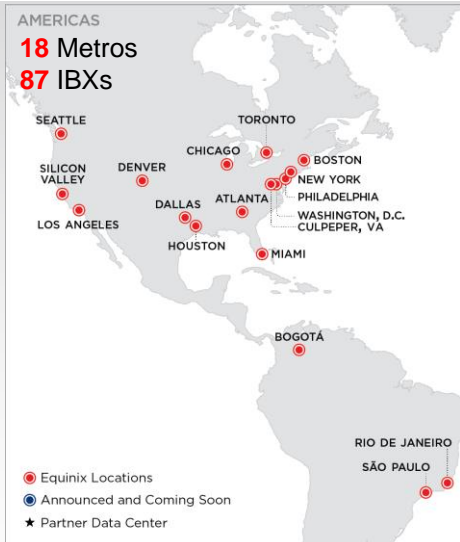 AMERICAS
18 Metros
87 IBXs
SEATTLE
TORONTO
CHICAGO
BOSTON
SILICON
VALLEY
DENVER
NEW YORK
PHILADELPHIA
DALLAS
ATLANTA
WASHINGTON, D.C.
LOS ANGELES
CULPEPER, VA
HOUSTON
MIAMI
BOGOTÁ
RIO DE JANEIRO
SÃO PAULO
Equinix Locations
Announced and Coming Soon
Partner Data Center